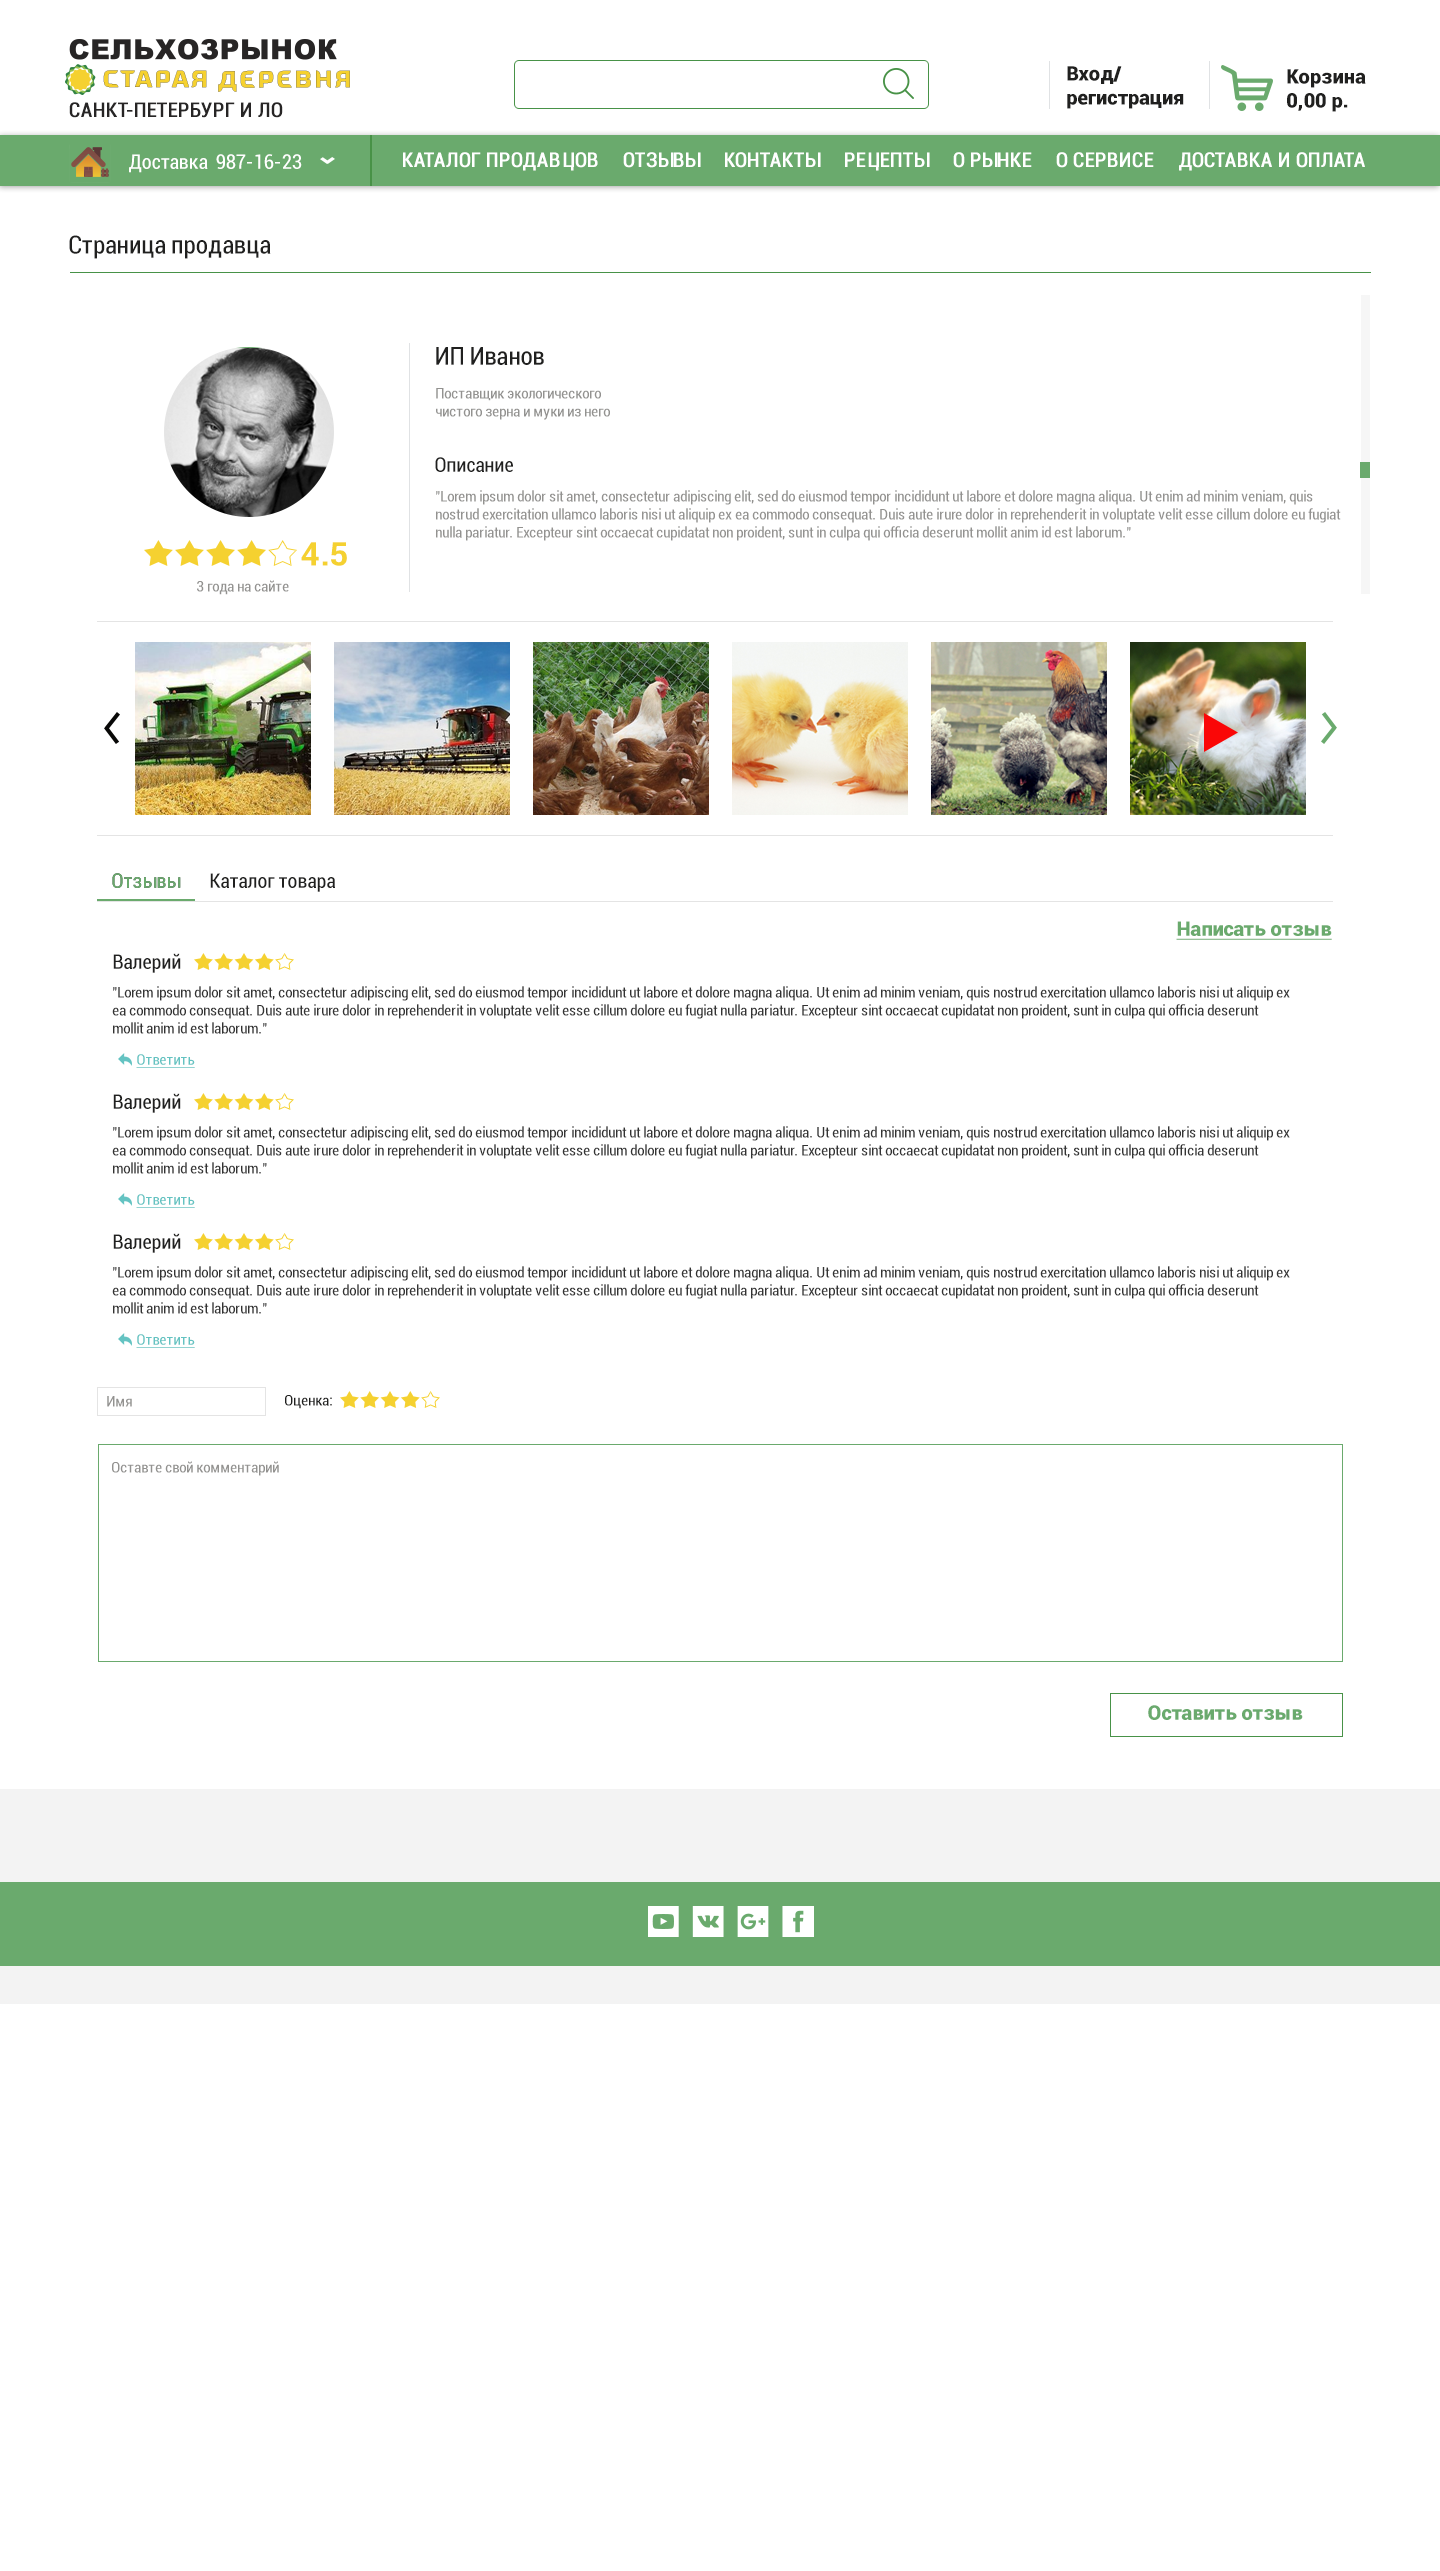 СЕЛЬХОЗРЫНОК
СТАРАЯ ДЕРЕВНЯ
САНКТ-ПЕТЕРБУРГ И ЛО
Вход/
регистрация
Корзина
0,00 р.
Доставка 987-16-23
КАТАЛОГ ПРОДАВЦОВ ОТЗЫВЫ КОНТАКТЫ РЕЦЕПТЫ О РЫНКЕ О СЕРВИСЕ ДОСТАВКА И ОПЛАТА
Страница продавца
ИП Иванов
Поставщик экологического
чистого зерна и муки из него
Описание
"Lorem ipsum dolor sit amet, consectetur adipiscing elit, sed do eiusmod tempor incididunt ut labore et dolore magna aliqua. Ut enim ad minim veniam, quis
nostrud exercitation ullamco laboris nisi ut aliquip ex ea commodo consequat. Duis aute irure dolor in reprehenderit in voluptate velit esse cillum dolore eu fugiat
nulla pariatur. Excepteur sint occaecat cupidatat non proident, sunt in culpa qui officia deserunt mollit anim id est laborum."
4.5
3 года на сайте
Отзывы Каталог товара
Написать отзыв
Валерий
"Lorem ipsum dolor sit amet, consectetur adipiscing elit, sed do eiusmod tempor incididunt ut labore et dolore magna aliqua. Ut enim ad minim veniam, quis nostrud exercitation ullamco laboris nisi ut aliquip ex
ea commodo consequat. Duis aute irure dolor in reprehenderit in voluptate velit esse cillum dolore eu fugiat nulla pariatur. Excepteur sint occaecat cupidatat non proident, sunt in culpa qui officia deserunt
mollit anim id est laborum."
Ответить
Валерий
"Lorem ipsum dolor sit amet, consectetur adipiscing elit, sed do eiusmod tempor incididunt ut labore et dolore magna aliqua. Ut enim ad minim veniam, quis nostrud exercitation ullamco laboris nisi ut aliquip ex
ea commodo consequat. Duis aute irure dolor in reprehenderit in voluptate velit esse cillum dolore eu fugiat nulla pariatur. Excepteur sint occaecat cupidatat non proident, sunt in culpa qui officia deserunt
mollit anim id est laborum."
Ответить
Валерий
"Lorem ipsum dolor sit amet, consectetur adipiscing elit, sed do eiusmod tempor incididunt ut labore et dolore magna aliqua. Ut enim ad minim veniam, quis nostrud exercitation ullamco laboris nisi ut aliquip ex
ea commodo consequat. Duis aute irure dolor in reprehenderit in voluptate velit esse cillum dolore eu fugiat nulla pariatur. Excepteur sint occaecat cupidatat non proident, sunt in culpa qui officia deserunt
mollit anim id est laborum."
Ответить
Имя
Оценка:
Оставте свой комментарий
Оставить отзыв